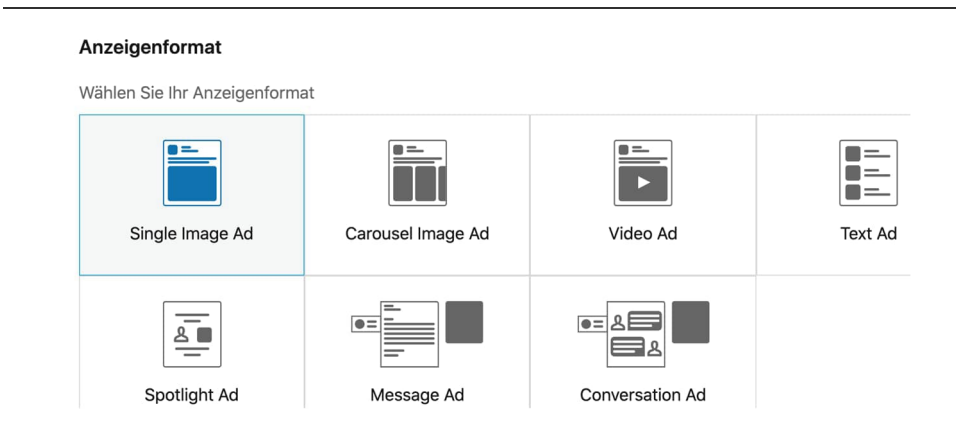 Anzeigenformat
Wählen Sie Ihr Anzeigenformat
Single Image Ad
Carousel Image Ad
Video Ad
Text Ad
Spotlight Ad
Message Ad
Conversation Ad